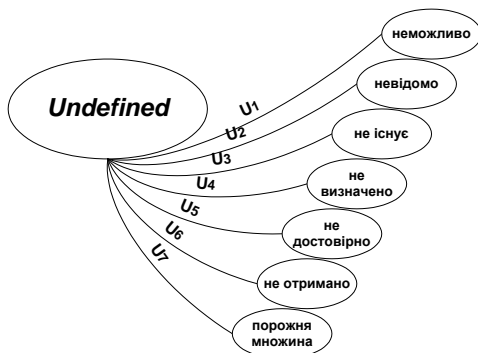 Undefined
U1
неможливо
U2
невідомо
U3
не існує
U4
не
визначено
U5
не
достовірно
U6
не отримано
U7
порожня
множина